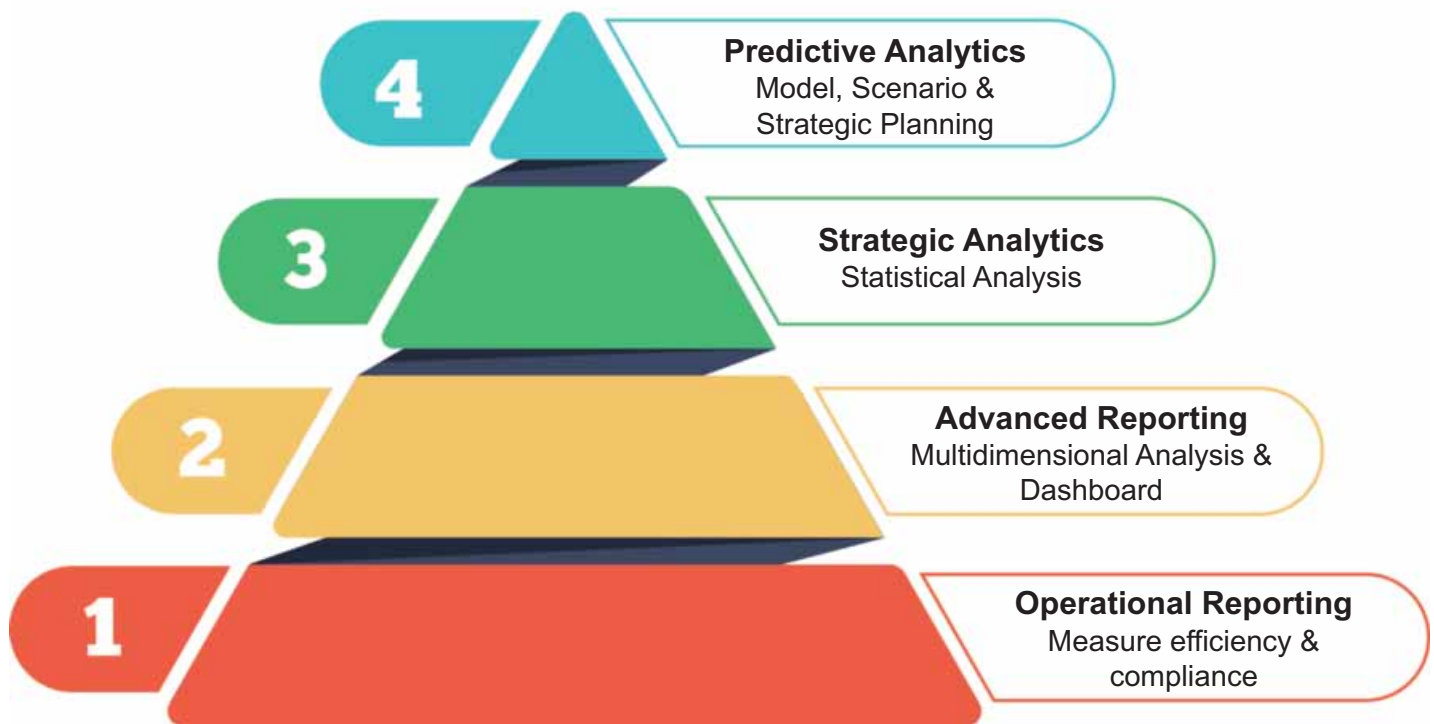 4
Predictive Analytics
Model, Scenario &
Strategic Planning
3
Strategic Analytics
Statistical Analysis
2
Advanced Reporting
Multidimensional Analysis &
Dashboard
1
Operational Reporting
Measure efficiency &
compliance